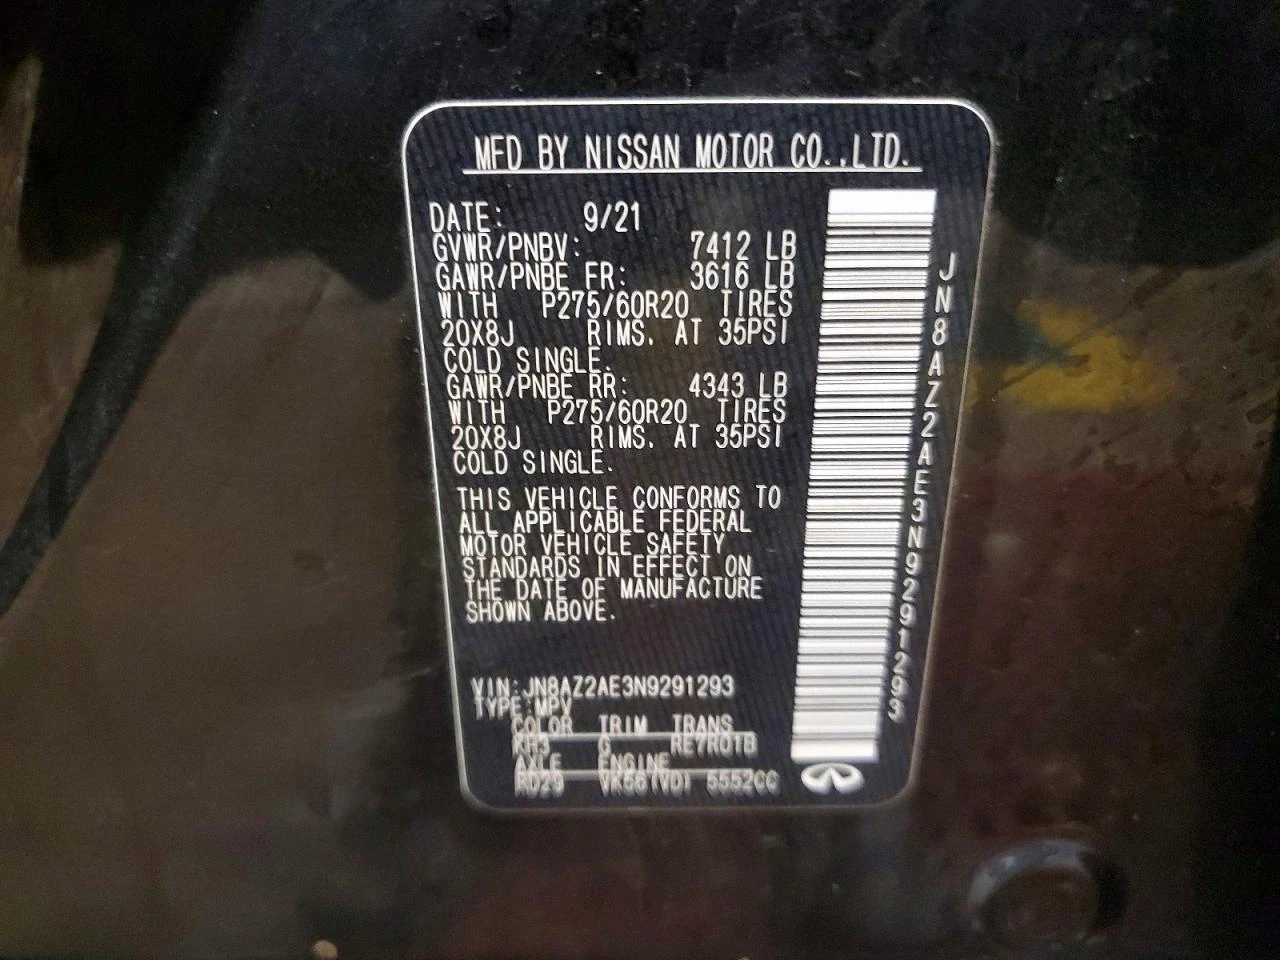 MFD BY NISSAN MOTOR CO.,LTD.
DATE: 9/21
GVWR/PNBV: 7412 LB
GAWR/PNBE FR: 3616 LB
WITH P275/60R20 TIRES
20X8J RIMS. AT 35PSI
COLD SINGLE.
GAWR/PNBE RR: 4343 LB
WITH P275/60R20 TIRES
20X8J RIMS. AT 35PSI
COLD SINGLE.
THIS VEHICLE CONFORMS TO
ALL APPLICABLE FEDERAL
MOTOR VEHICLE SAFETY
STANDARDS IN EFFECT ON
THE DATE OF MANUFACTURE
SHOWN ABOVE.
VIN:JN8AZ2AE3N9291293
TYPE:MPV
COLOR TRIM TRANS
KH3 G RE7R01B
AXLE ENGINE
RD29 VK56(VD) 5552CC
JN8AZ2AE3N9291293